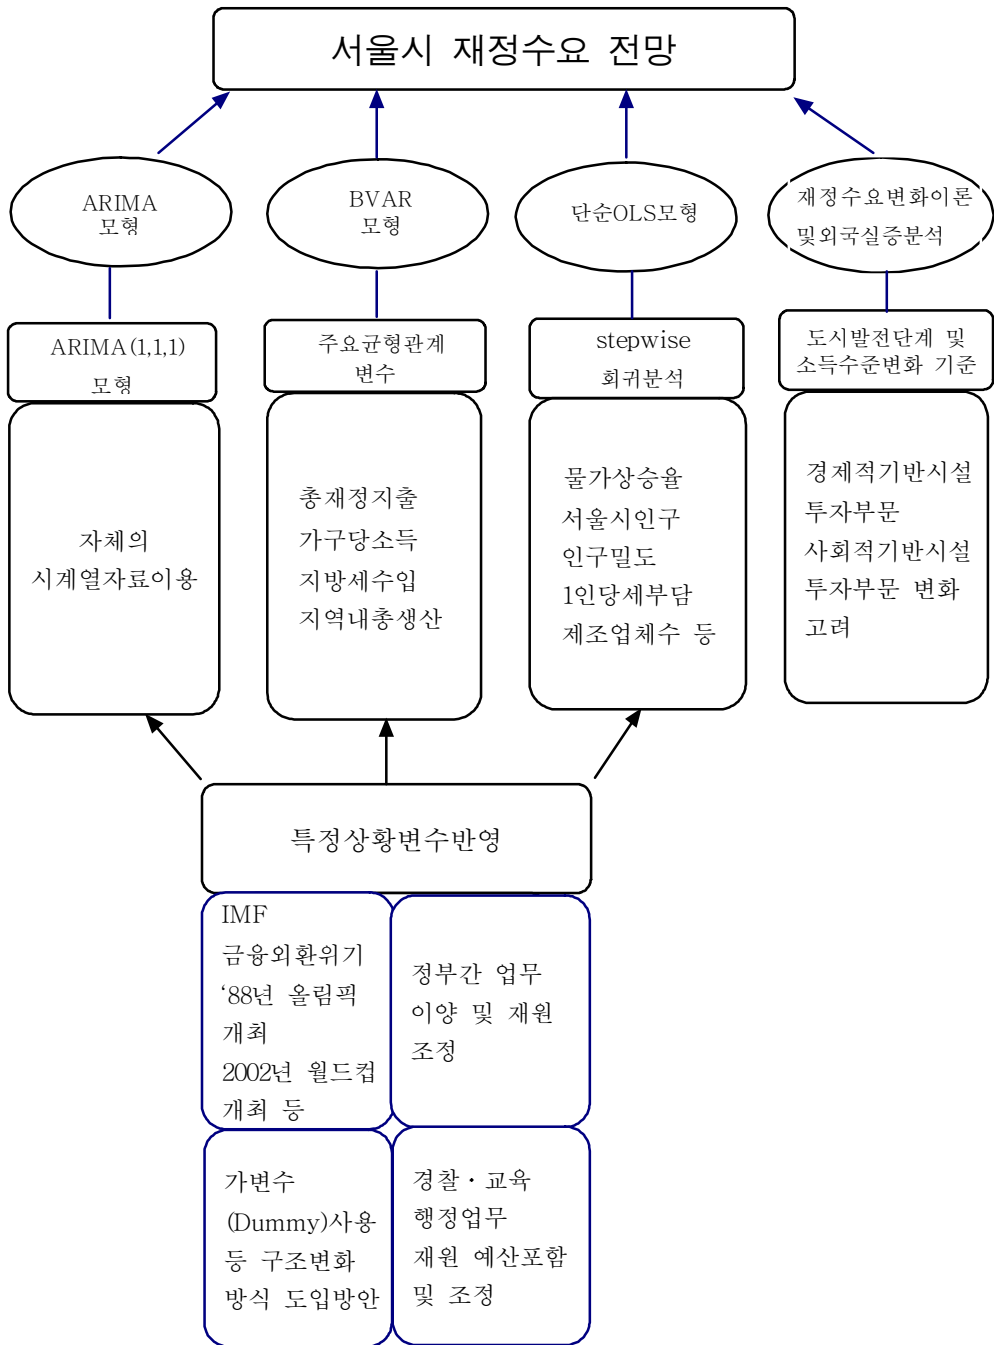 서울시 재정수요 전망
ARIMA
모형
BVAR
모형
단순OLS모형
재정수요변화이론
및외국실증분석
ARIMA(1,1,1)
모형
주요균형관계
변수
stepwise
회귀분석
도시발전단계 및
소득수준변화 기준
자체의
시계열자료이용
총재정지출
가구당소득
지방세수입
지역내총생산
물가상승율
서울시인구
인구밀도
1인당세부담
제조업체수 등
경제적기반시설
투자부문
사회적기반시설
투자부문 변화
고려
특정상황변수반영
IMF
금융외환위기
‘88년 올림픽
개최
2002년 월드컵
개최 등
정부간 업무
이양 및 재원
조정
가변수
(Dummy)사용
등 구조변화
방식 도입방안
경찰·교육
행정업무
재원 예산포함
및 조정